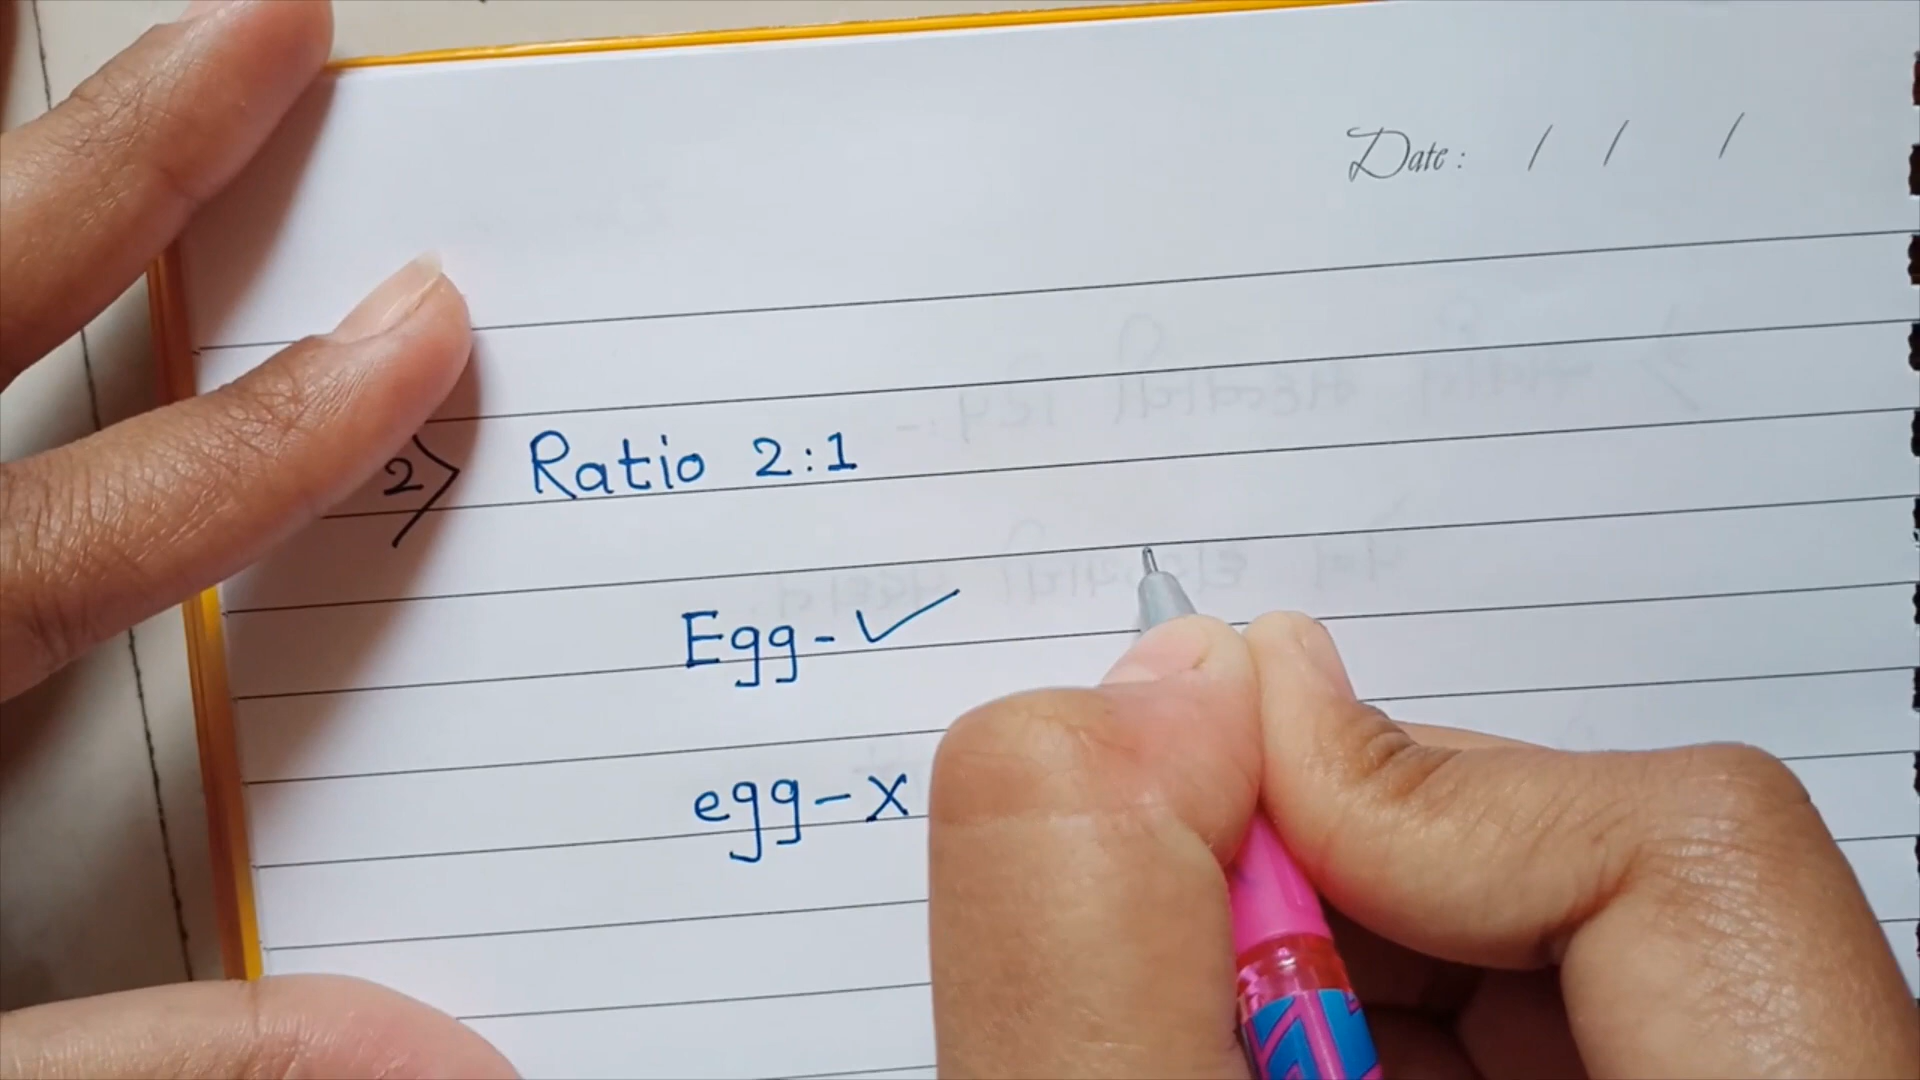 Date: / / /
2) Ratio 2:1
Egg-✓
egg-x